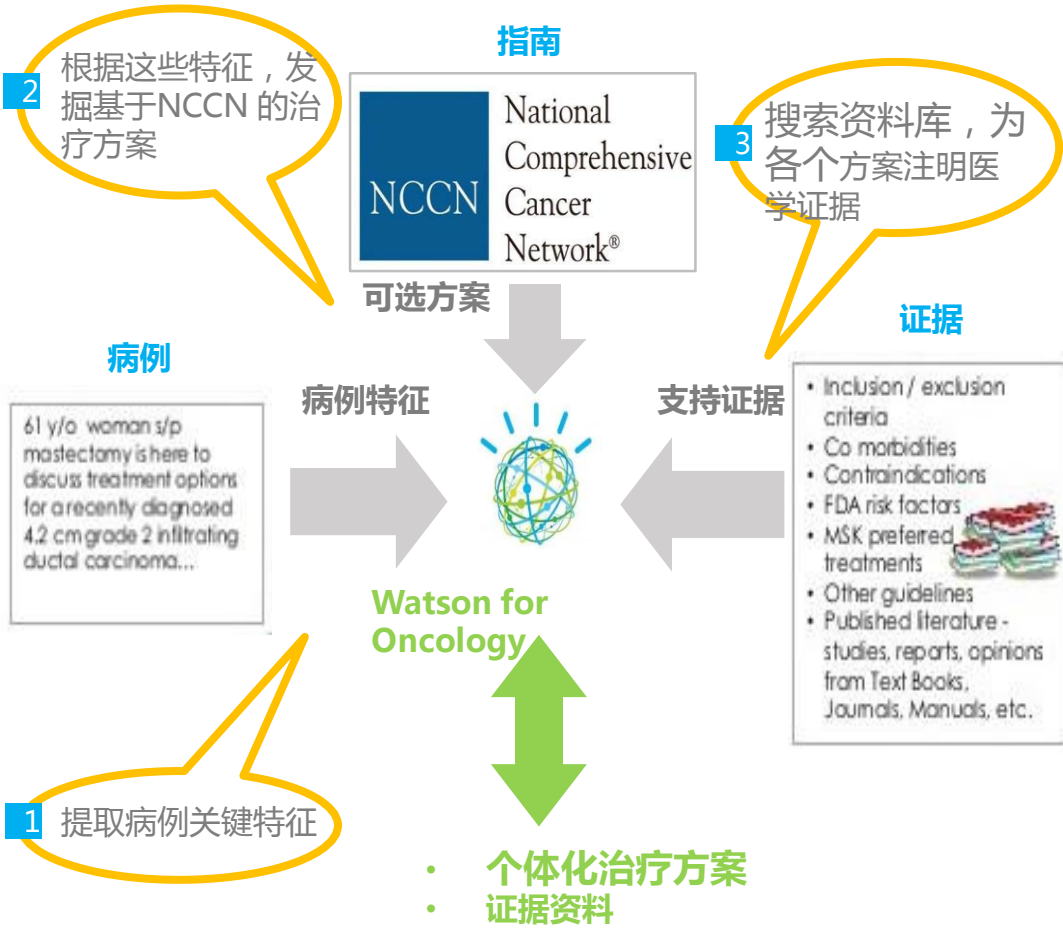 指南
2
根据这些特征，发
掘基于NCCN 的治
疗方案
NCCN
National
Comprehensive
Cancer
Network®
3
搜索资料库，为
各个方案注明医
学证据
可选方案
证据
病例
病例特征
支持证据
61 y/o woman s/p
mastectomy is here to
discuss treatment options
for a recently diagnosed
4.2 cm grade 2 infiltrating
ductal carcinoma...
• Inclusion / exclusion
criteria
• Co morbidities
• Contraindications
• FDA risk factors
• MSK preferred
treatments
• Other guidelines
• Published literature -
studies, reports, opinions
from Text Books,
Journals, Manuals, etc.
Watson for
Oncology
1
提取病例关键特征
• 个体化治疗方案
• 证据资料